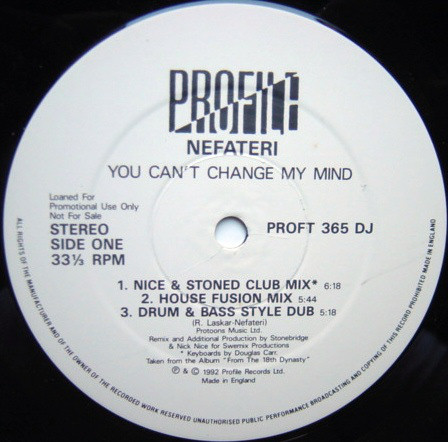 PROFILE
NEFATERI
YOU CAN'T CHANGE MY MIND
Loaned For
Promotional Use Only
Not For Sale
STEREO
SIDE ONE
33⅓ RPM
PROFT 365 DJ
1. NICE & STONED CLUB MIX* 6:18
2. HOUSE FUSION MIX 5:44
3. DRUM & BASS STYLE DUB 5:18
(R. Laskar-Nefateri)
Protoons Music Ltd.
Remix and Additional Production by Stonebridge
& Nick Nice for Swemix Productions
* Keyboards by Douglas Carr.
Taken from the Album "From The 18th Dynasty"
℗ & © 1992 Profile Records Ltd.
Made in England
ALL RIGHTS OF THE MANUFACTURER AND OF THE OWNER OF THE RECORDED WORK RESERVED UNAUTHORISED PUBLIC PERFORMANCE BROADCASTING AND COPYING OF THIS RECORD PROHIBITED MADE IN ENGLAND